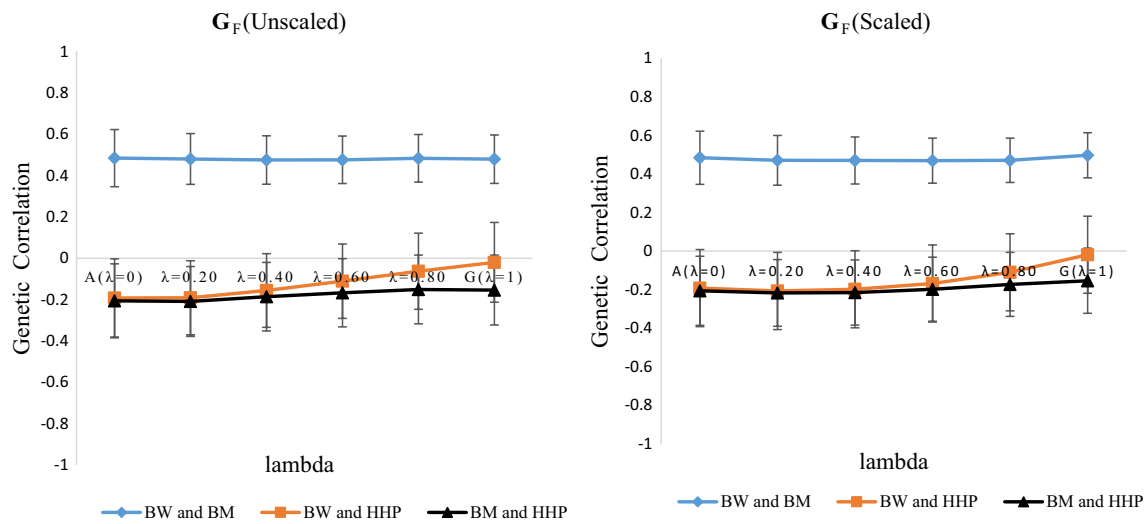 G_F(Unscaled)
Genetic Correlation
1
0.8
0.6
0.4
0.2
0
-0.2
-0.4
-0.6
-0.8
-1
A(λ=0) λ=0.20 λ=0.40 λ=0.60 λ=0.80 G(λ=1)
lambda
BW and BM BW and HHP BM and HHP
G_F(Scaled)
Genetic Correlation
1
0.8
0.6
0.4
0.2
0
-0.2
-0.4
-0.6
-0.8
-1
A(λ=0) λ=0.20 λ=0.40 λ=0.60 λ=0.80 G(λ=1)
lambda
BW and BM BW and HHP BM and HHP